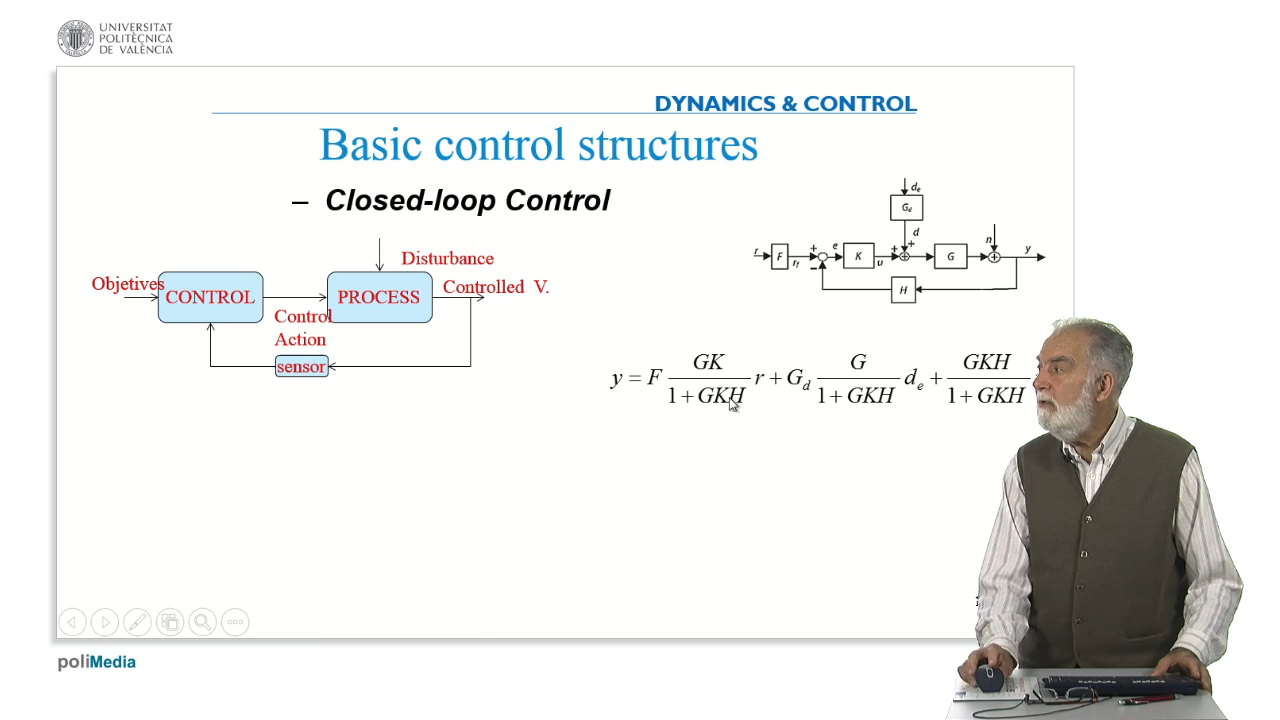 UNIVERSITAT
POLITÈCNICA
DE VALÈNCIA
DYNAMICS & CONTROL
Basic control structures
– Closed-loop Control
Disturbance
Objetives
CONTROL
PROCESS
Controlled V.
Control
Action
sensor
de
Gd
d
n
r
F
rf
+
−
e
K
u
+
+
G
+
+
y
H
y = F GK/(1 + GKH) r + Gd G/(1 + GKH) de + GKH/(1 + GKH)
poliMedia